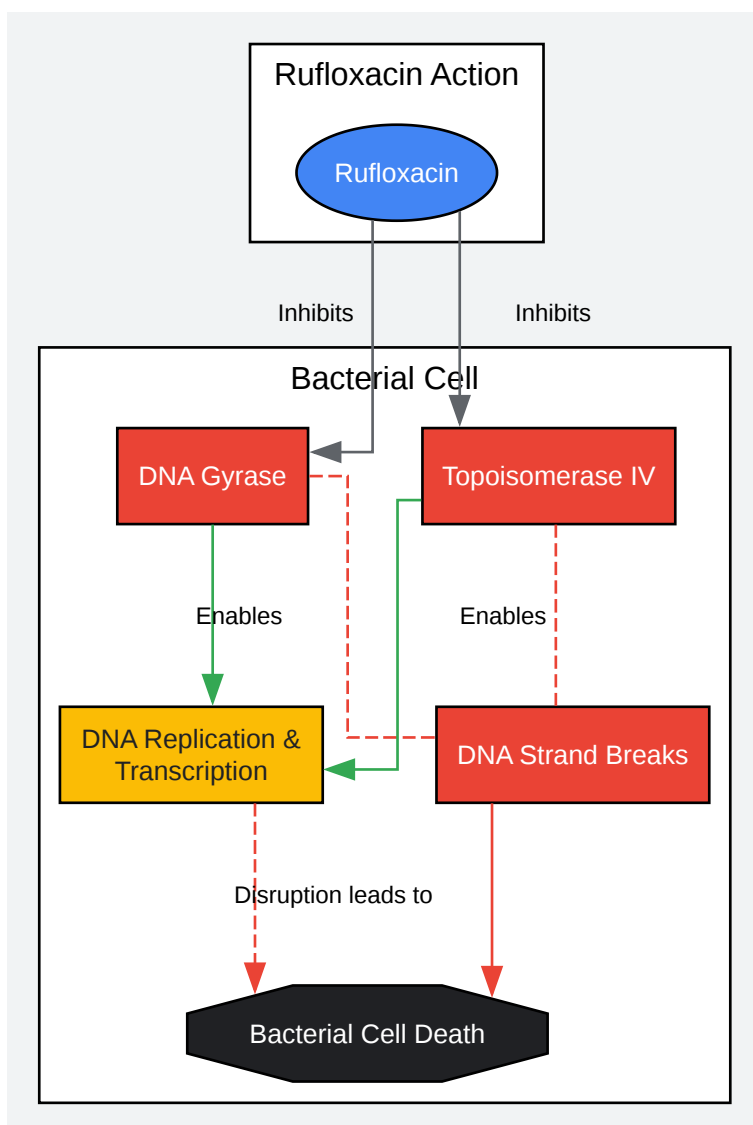 Rufloxacin Action
Rufloxacin
Inhibits
Inhibits
Bacterial Cell
DNA Gyrase
Topoisomerase IV
Enables
Enables
DNA Replication &
Transcription
DNA Strand Breaks
Disruption leads to
Bacterial Cell Death